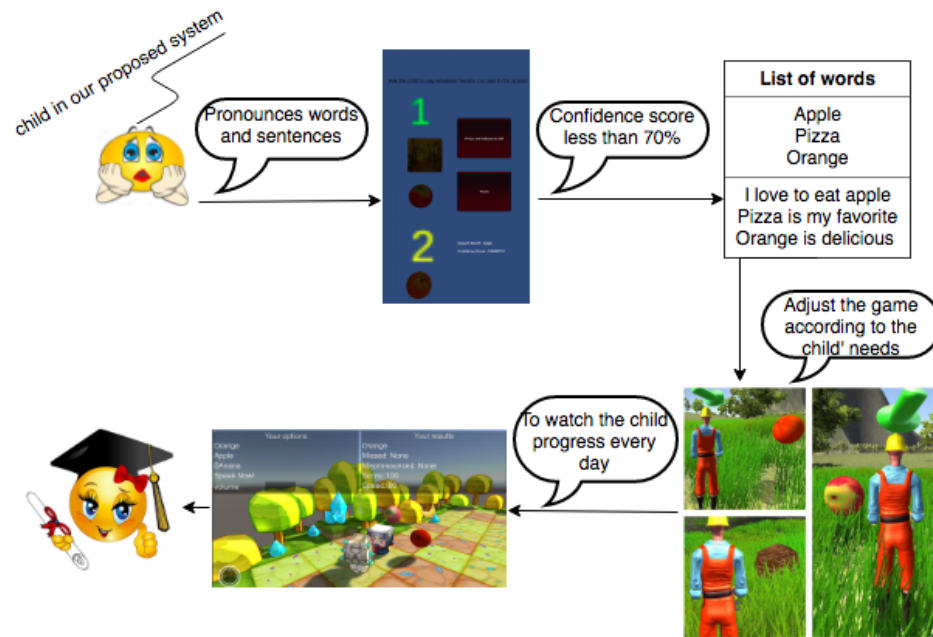 child in our proposed system
Pronounces words
and sentences
1
2
Confidence score
less than 70%
List of words
Apple
Pizza
Orange
I love to eat apple
Pizza is my favorite
Orange is delicious
Adjust the game
according to the
child' needs
To watch the child
progress every
day
Your options
Orange
Apple
Speak Now!
Volume
Your results
Orange
Missed: None
Mispronounced: None